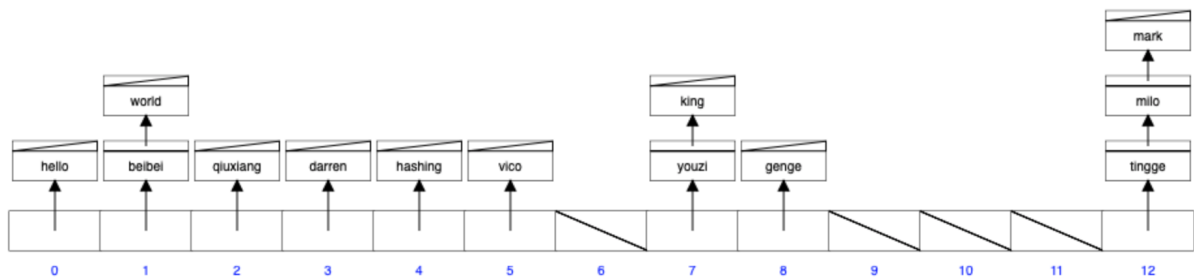 mark
world king milo
hello beibei qiuxiang darren hashing vico youzi genge tingge
0 1 2 3 4 5 6 7 8 9 10 11 12